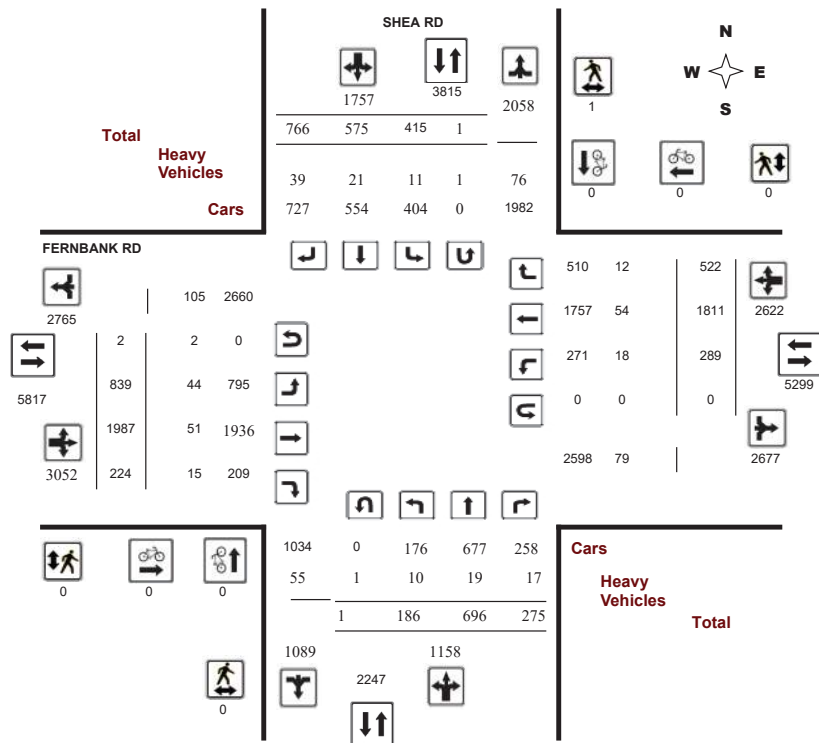 SHEA RD
N
W E
S
1757 3815 2058 1
Total 766 575 415 1
Heavy
Vehicles
39 21 11 1 76
0 0 0
Cars 727 554 404 0 1982
FERNBANK RD
510 12 522
105 2660
2765
1757 54 1811 2622
2 2 0
271 18 289
5817 839 44 795
5299
0 0 0
1987 51 1936
2598 79 2677
3052 224 15 209
1034 0 176 677 258 Cars
55 1 10 19 17 Heavy
Vehicles
0 0 0
1 186 696 275 Total
1089 1158
2247
0